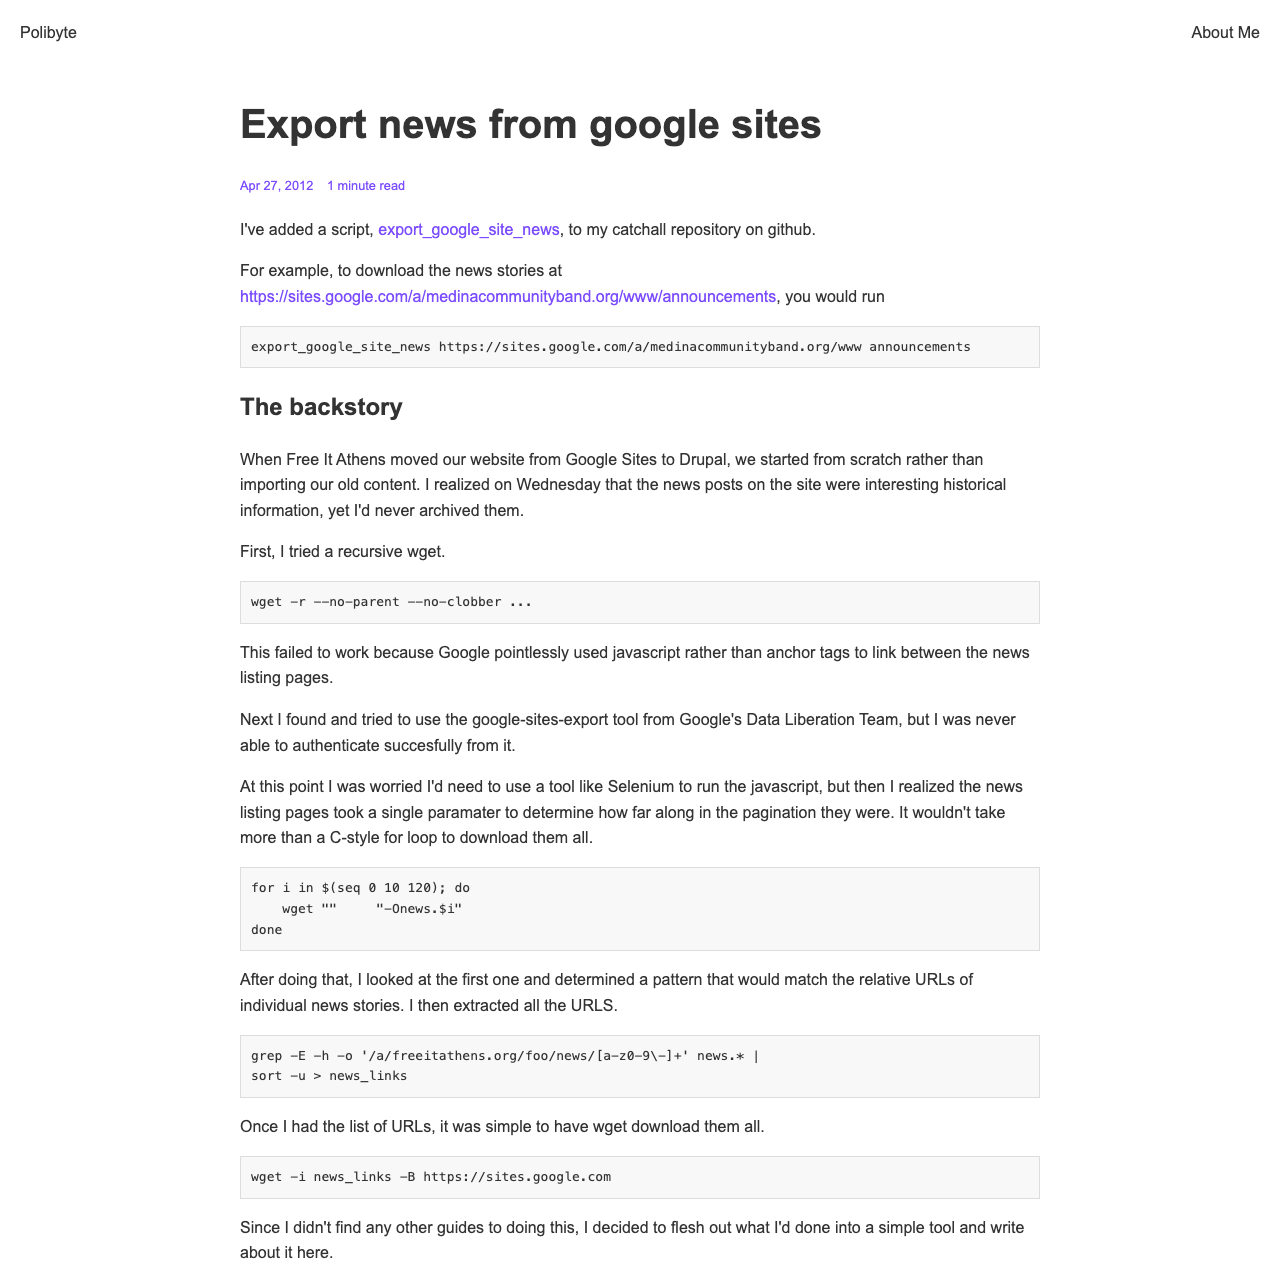 Polibyte
About Me
Export news from google sites
Apr 27, 2012 1 minute read
I've added a script, export_google_site_news, to my catchall repository on github.
For example, to download the news stories at
https://sites.google.com/a/medinacommunityband.org/www/announcements, you would run
export_google_site_news https://sites.google.com/a/medinacommunityband.org/www announcements
The backstory
When Free It Athens moved our website from Google Sites to Drupal, we started from scratch rather than
importing our old content. I realized on Wednesday that the news posts on the site were interesting historical
information, yet I'd never archived them.
First, I tried a recursive wget.
wget -r --no-parent --no-clobber ...
This failed to work because Google pointlessly used javascript rather than anchor tags to link between the news
listing pages.
Next I found and tried to use the google-sites-export tool from Google's Data Liberation Team, but I was never
able to authenticate succesfully from it.
At this point I was worried I'd need to use a tool like Selenium to run the javascript, but then I realized the news
listing pages took a single paramater to determine how far along in the pagination they were. It wouldn't take
more than a C-style for loop to download them all.
for i in $(seq 0 10 120); do
    wget ""     "-Onews.$i"
done
After doing that, I looked at the first one and determined a pattern that would match the relative URLs of
individual news stories. I then extracted all the URLS.
grep -E -h -o '/a/freeitathens.org/foo/news/[a-z0-9\-]+' news.* |
sort -u > news_links
Once I had the list of URLs, it was simple to have wget download them all.
wget -i news_links -B https://sites.google.com
Since I didn't find any other guides to doing this, I decided to flesh out what I'd done into a simple tool and write
about it here.